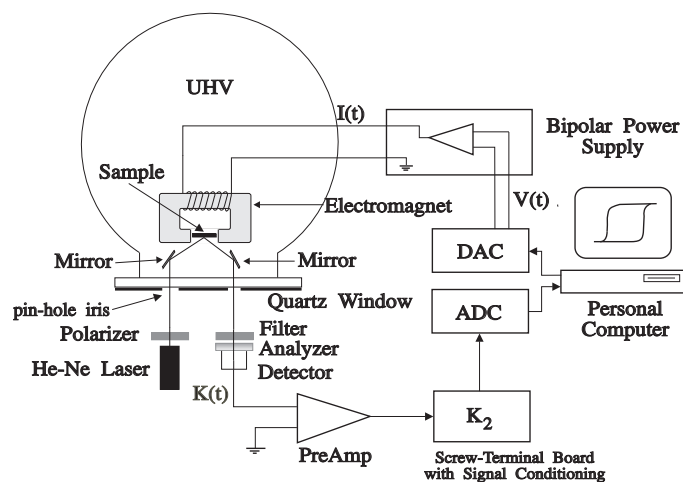 UHV
I(t)
Bipolar Power
Supply
Sample
Electromagnet
V(t)
Mirror
Mirror
DAC
pin-hole iris
Quartz Window
ADC
Personal
Computer
Polarizer
Filter
Analyzer
He-Ne Laser
Detector
K(t)
K2
PreAmp
Screw-Terminal Board
with Signal Conditioning